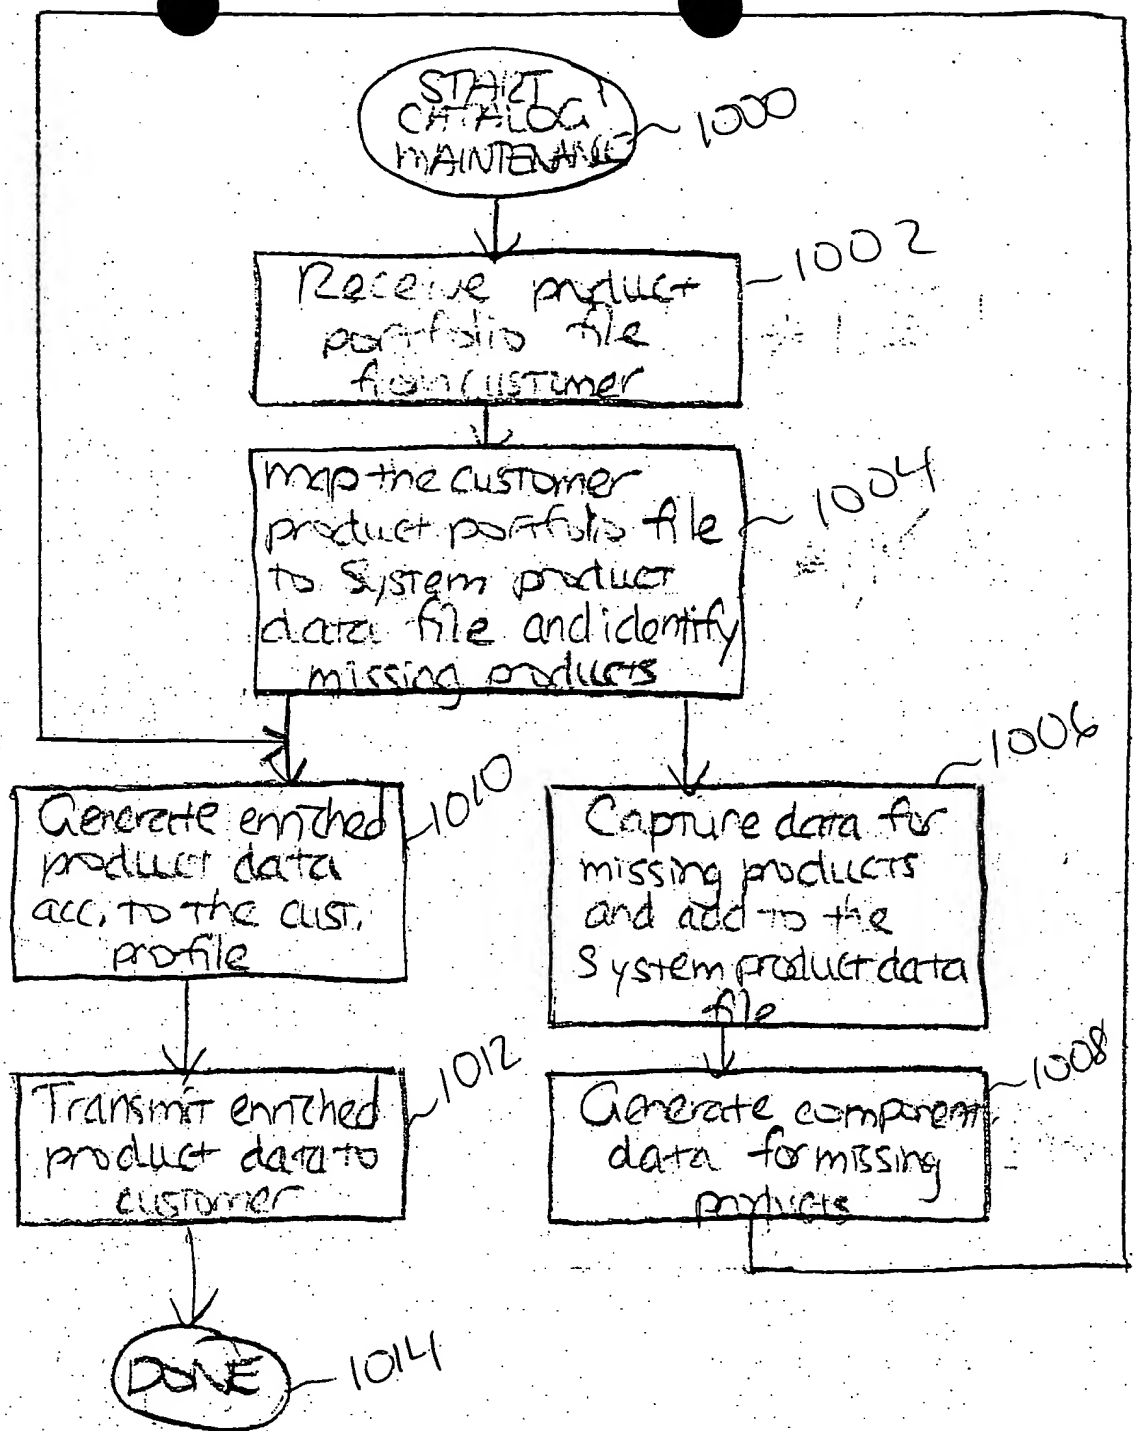 START
CATALOG
MAINTENANCE
1000
Receive product
portfolio file
from customer
1002
map the customer
product portfolio file
to System product
data file and identify
missing products
1004
Generate enriched
product data
acc. to the cust.
profile
1010
Capture data for
missing products
and add to the
System product data
file
1006
Transmit enriched
product data to
customer
1012
Generate component
data for missing
products
1008
DONE
1014